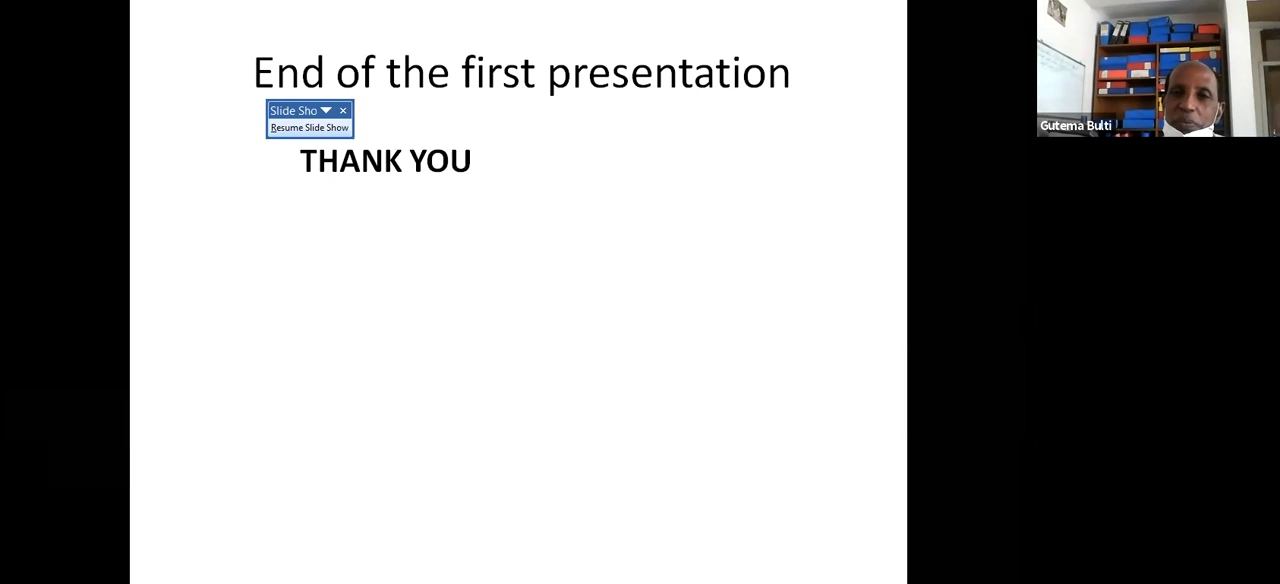 End of the first presentation
Slide Sho
Resume Slide Show
THANK YOU
Gutema Bulti